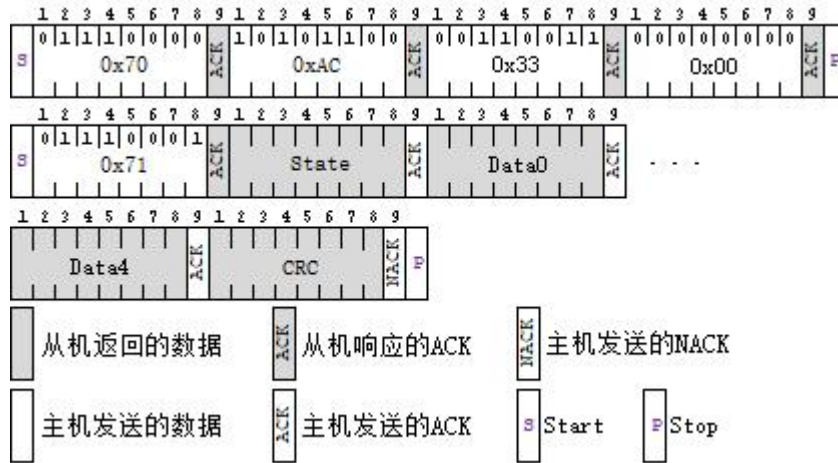 1 2 3 4 5 6 7 8 9 1 2 3 4 5 6 7 8 9 1 2 3 4 5 6 7 8 9 1 2 3 4 5 6 7 8 9
S 0 1 1 1 0 0 0 0 ACK 1 0 1 0 1 1 0 0 ACK 0 0 1 1 0 0 1 1 ACK 0 0 0 0 0 0 0 0 ACK P
0x70 0xAC 0x33 0x00
1 2 3 4 5 6 7 8 9 1 2 3 4 5 6 7 8 9 1 2 3 4 5 6 7 8 9
S 0 1 1 1 0 0 0 1 ACK ACK ACK
0x71 State Data0 ....
1 2 3 4 5 6 7 8 9 1 2 3 4 5 6 7 8 9
Data4 ACK CRC NACK P
从机返回的数据 ACK 从机响应的ACK NACK 主机发送的NACK
主机发送的数据 ACK 主机发送的ACK S Start P Stop